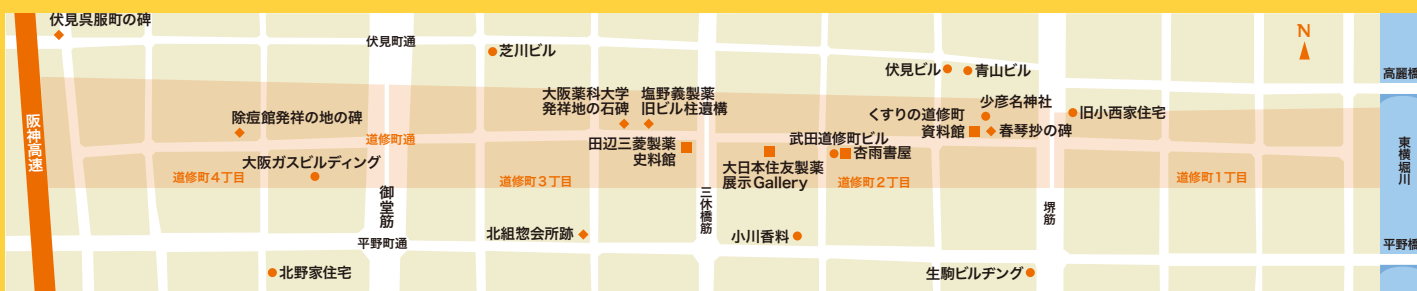 伏見呉服町の碑
伏見町通
芝川ビル
N
伏見ビル
青山ビル
高麗橋
大阪薬科大学
発祥地の石碑
塩野義製薬
旧ビル柱遺構
少彦名神社
くすりの道修町
資料館
春琴抄の碑
旧小西家住宅
除痘館発祥の地の碑
阪神高速
道修町通
武田道修町ビル
杏雨書屋
田辺三菱製薬
史料館
大阪ガスビルディング
大日本住友製薬
展示Gallery
東横堀川
道修町4丁目
道修町3丁目
道修町2丁目
道修町1丁目
御堂筋
三休橋筋
堺筋
北組惣会所跡
小川香料
平野町通
平野橋
北野家住宅
生駒ビルヂング